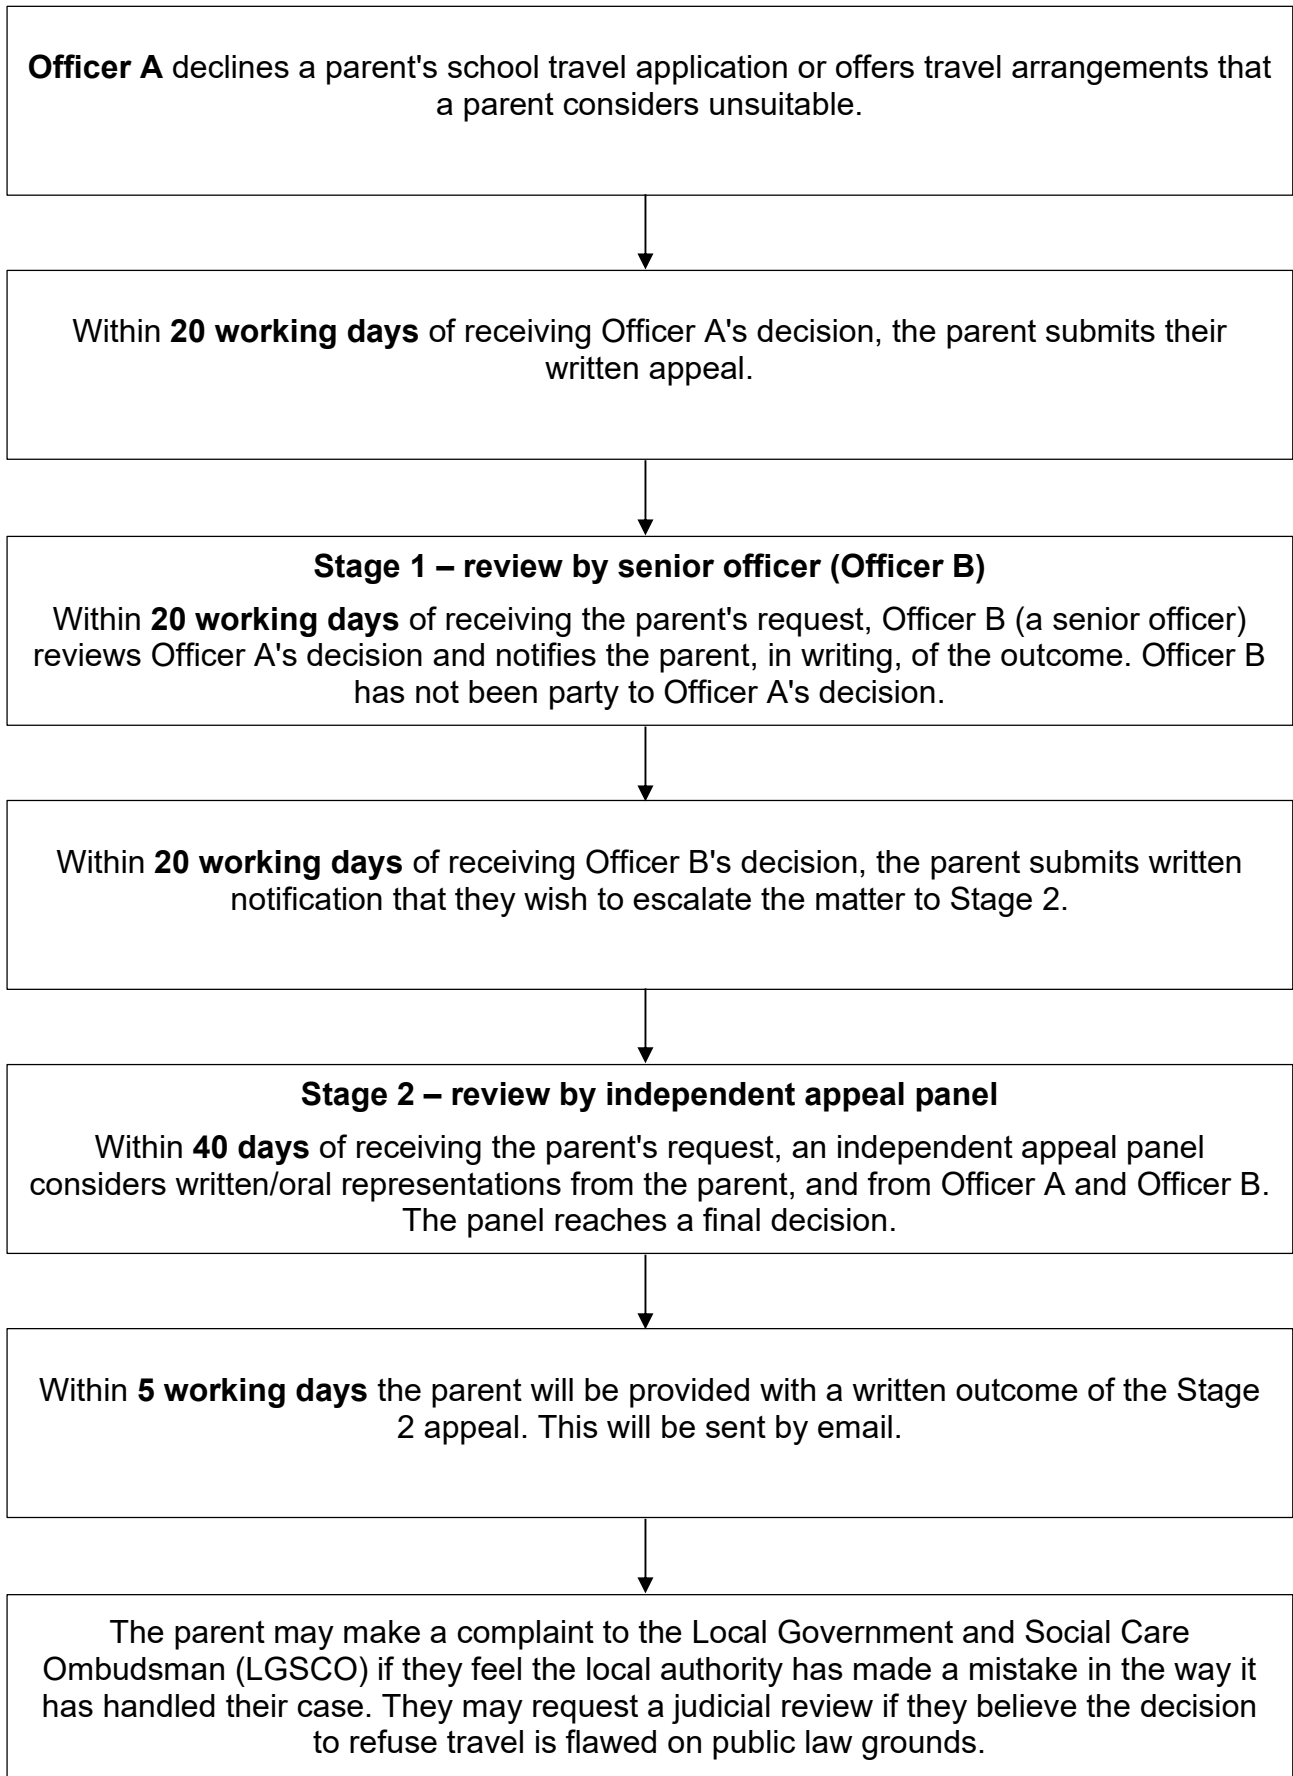 Officer A declines a parent's school travel application or offers travel arrangements that
a parent considers unsuitable.
Within 20 working days of receiving Officer A's decision, the parent submits their
written appeal.
Stage 1 – review by senior officer (Officer B)
Within 20 working days of receiving the parent's request, Officer B (a senior officer)
reviews Officer A's decision and notifies the parent, in writing, of the outcome. Officer B
has not been party to Officer A's decision.
Within 20 working days of receiving Officer B's decision, the parent submits written
notification that they wish to escalate the matter to Stage 2.
Stage 2 – review by independent appeal panel
Within 40 days of receiving the parent's request, an independent appeal panel
considers written/oral representations from the parent, and from Officer A and Officer B.
The panel reaches a final decision.
Within 5 working days the parent will be provided with a written outcome of the Stage
2 appeal. This will be sent by email.
The parent may make a complaint to the Local Government and Social Care
Ombudsman (LGSCO) if they feel the local authority has made a mistake in the way it
has handled their case. They may request a judicial review if they believe the decision
to refuse travel is flawed on public law grounds.